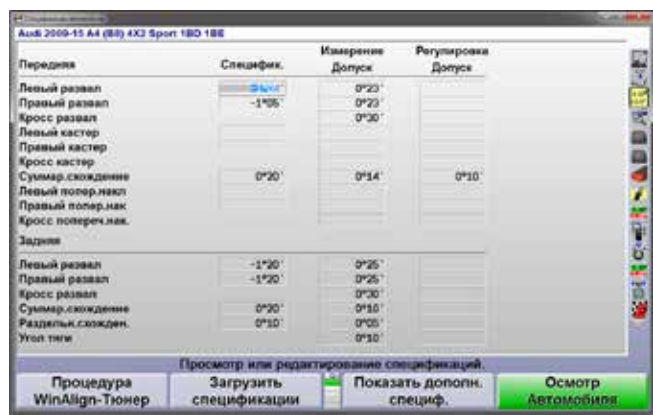 Audi 2009-15 A4 (B8) 4X2 Sport 1BD 1BE
Измерение Регулировка
Передняя Специфик. Допуск Допуск
Левый развал 0°23'
Правый развал -1°05' 0°23'
Кросс развал 0°30'
Левый кастер
Правый кастер
Кросс кастер
Суммар.схождение 0°20' 0°14' 0°10'
Левый попер.накл
Правый попер.нак
Кросс попереч.нак.
Задняя
Левый развал -1°20' 0°25'
Правый развал -1°20' 0°25'
Кросс развал 0°30'
Суммар.схождение 0°20' 0°10'
Раздельн.схожден. 0°10' 0°05'
Угол тяги 0°10'
Просмотр или редактирование спецификаций.
Процедура Загрузить Показать дополн. Осмотр
WinAlign-Тюнер спецификации специф. Автомобиля